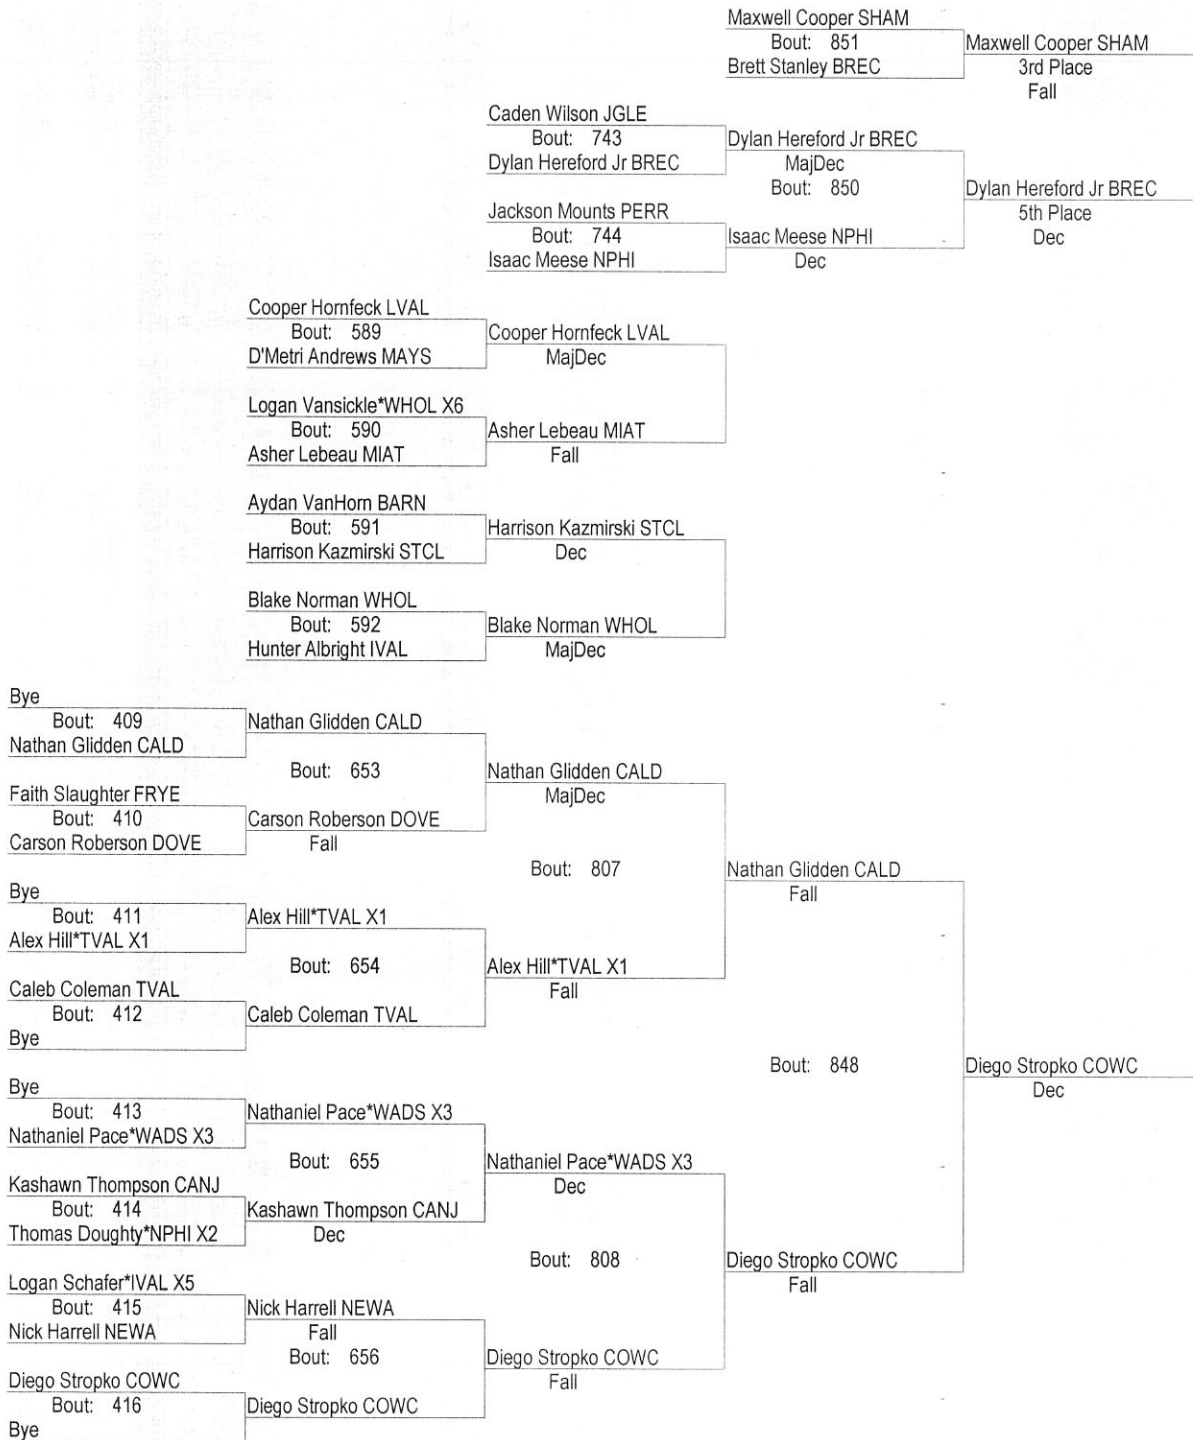 Maxwell Cooper SHAM
Bout: 851
Maxwell Cooper SHAM
Brett Stanley BREC
3rd Place
Fall
Caden Wilson JGLE
Bout: 743
Dylan Hereford Jr BREC
Dylan Hereford Jr BREC
MajDec
Bout: 850
Dylan Hereford Jr BREC
Jackson Mounts PERR
5th Place
Bout: 744
Isaac Meese NPHI
Dec
Isaac Meese NPHI
Dec
Cooper Hornfeck LVAL
Bout: 589
Cooper Hornfeck LVAL
D'Metri Andrews MAYS
MajDec
Logan Vansickle*WHOL X6
Bout: 590
Asher Lebeau MIAT
Asher Lebeau MIAT
Fall
Aydan VanHorn BARN
Bout: 591
Harrison Kazmirski STCL
Harrison Kazmirski STCL
Dec
Blake Norman WHOL
Bout: 592
Blake Norman WHOL
Hunter Albright IVAL
MajDec
Bye
Bout: 409
Nathan Glidden CALD
Nathan Glidden CALD
Bout: 653
Nathan Glidden CALD
Faith Slaughter FRYE
MajDec
Bout: 410
Carson Roberson DOVE
Carson Roberson DOVE
Fall
Bout: 807
Nathan Glidden CALD
Bye
Fall
Bout: 411
Alex Hill*TVAL X1
Alex Hill*TVAL X1
Bout: 654
Alex Hill*TVAL X1
Caleb Coleman TVAL
Fall
Bout: 412
Caleb Coleman TVAL
Bye
Bout: 848
Diego Stropko COWC
Bye
Dec
Bout: 413
Nathaniel Pace*WADS X3
Nathaniel Pace*WADS X3
Bout: 655
Nathaniel Pace*WADS X3
Kashawn Thompson CANJ
Dec
Bout: 414
Kashawn Thompson CANJ
Thomas Doughty*NPHI X2
Dec
Bout: 808
Diego Stropko COWC
Logan Schafer*IVAL X5
Fall
Bout: 415
Nick Harrell NEWA
Nick Harrell NEWA
Fall
Bout: 656
Diego Stropko COWC
Diego Stropko COWC
Fall
Bout: 416
Diego Stropko COWC
Bye